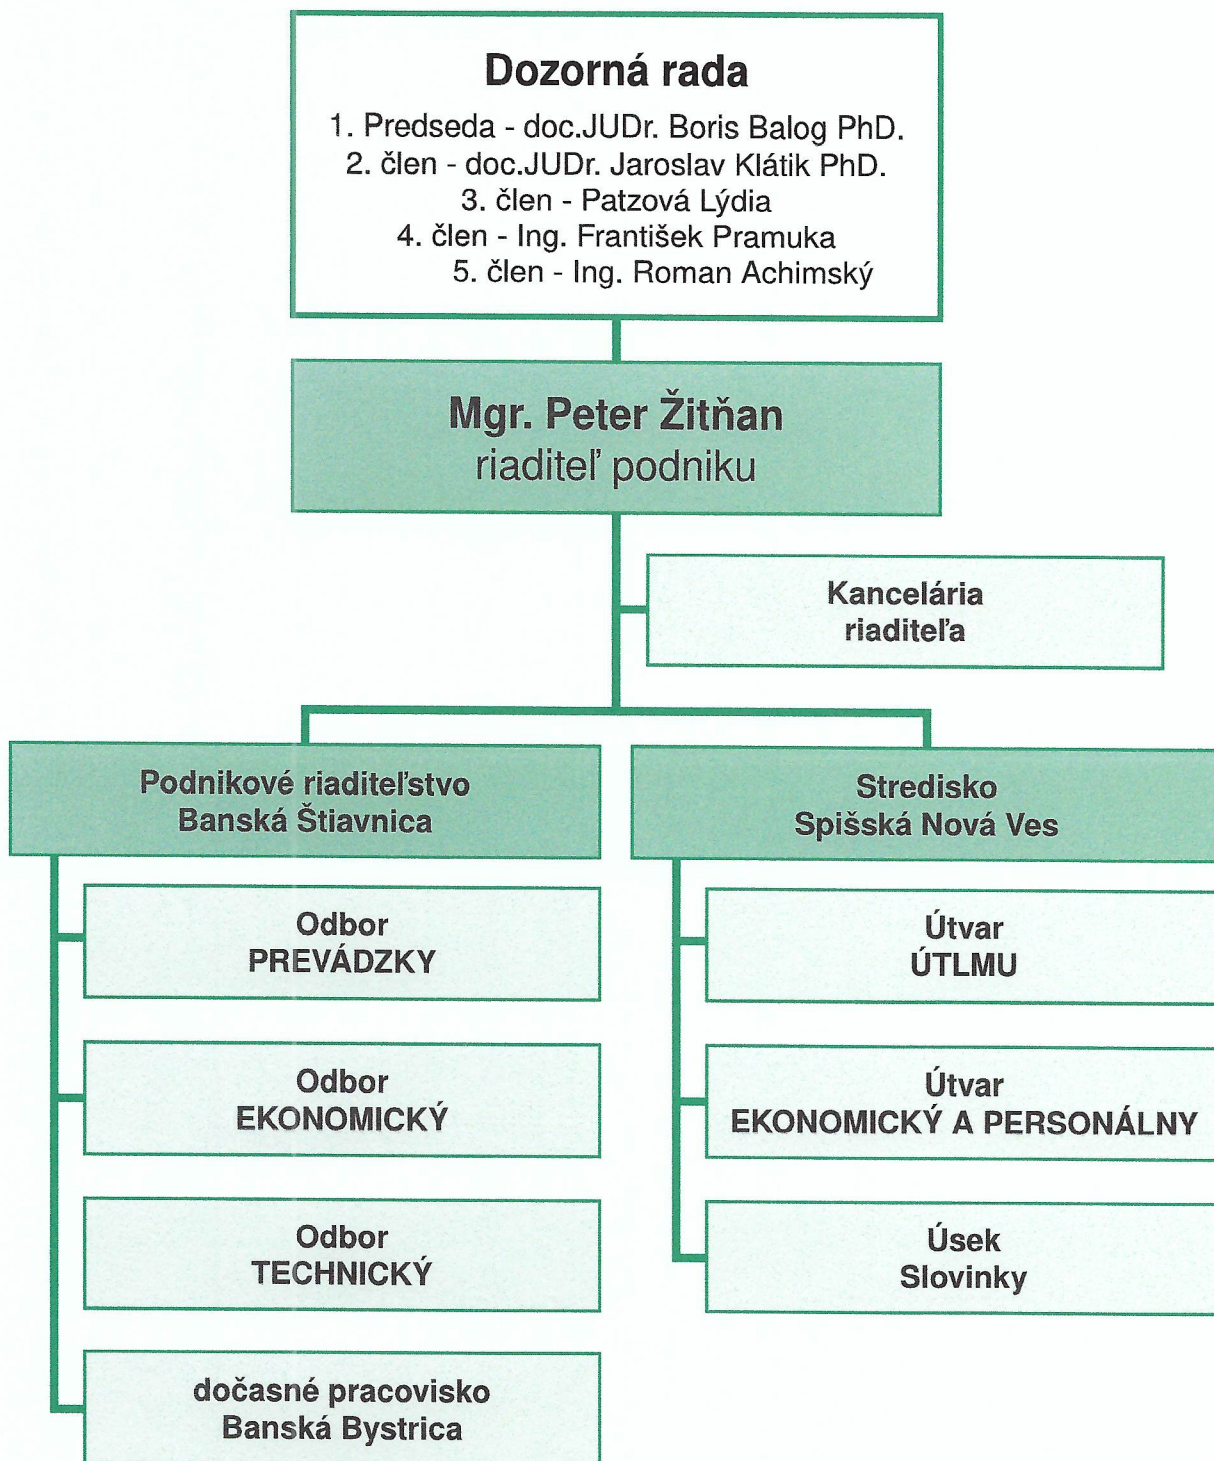 Dozorná rada
1. Predseda - doc.JUDr. Boris Balog PhD.
2. člen - doc.JUDr. Jaroslav Klátik PhD.
3. člen - Patzová Lýdia
4. člen - Ing. František Pramuka
5. člen - Ing. Roman Achimský
Mgr. Peter Žitňan
riaditeľ podniku
Kancelária
riaditeľa
Podnikové riaditeľstvo
Banská Štiavnica
Odbor
PREVÁDZKY
Odbor
EKONOMICKÝ
Odbor
TECHNICKÝ
dočasné pracovisko
Banská Bystrica
Stredisko
Spišská Nová Ves
Útvar
ÚTLMU
Útvar
EKONOMICKÝ A PERSONÁLNY
Úsek
Slovinky